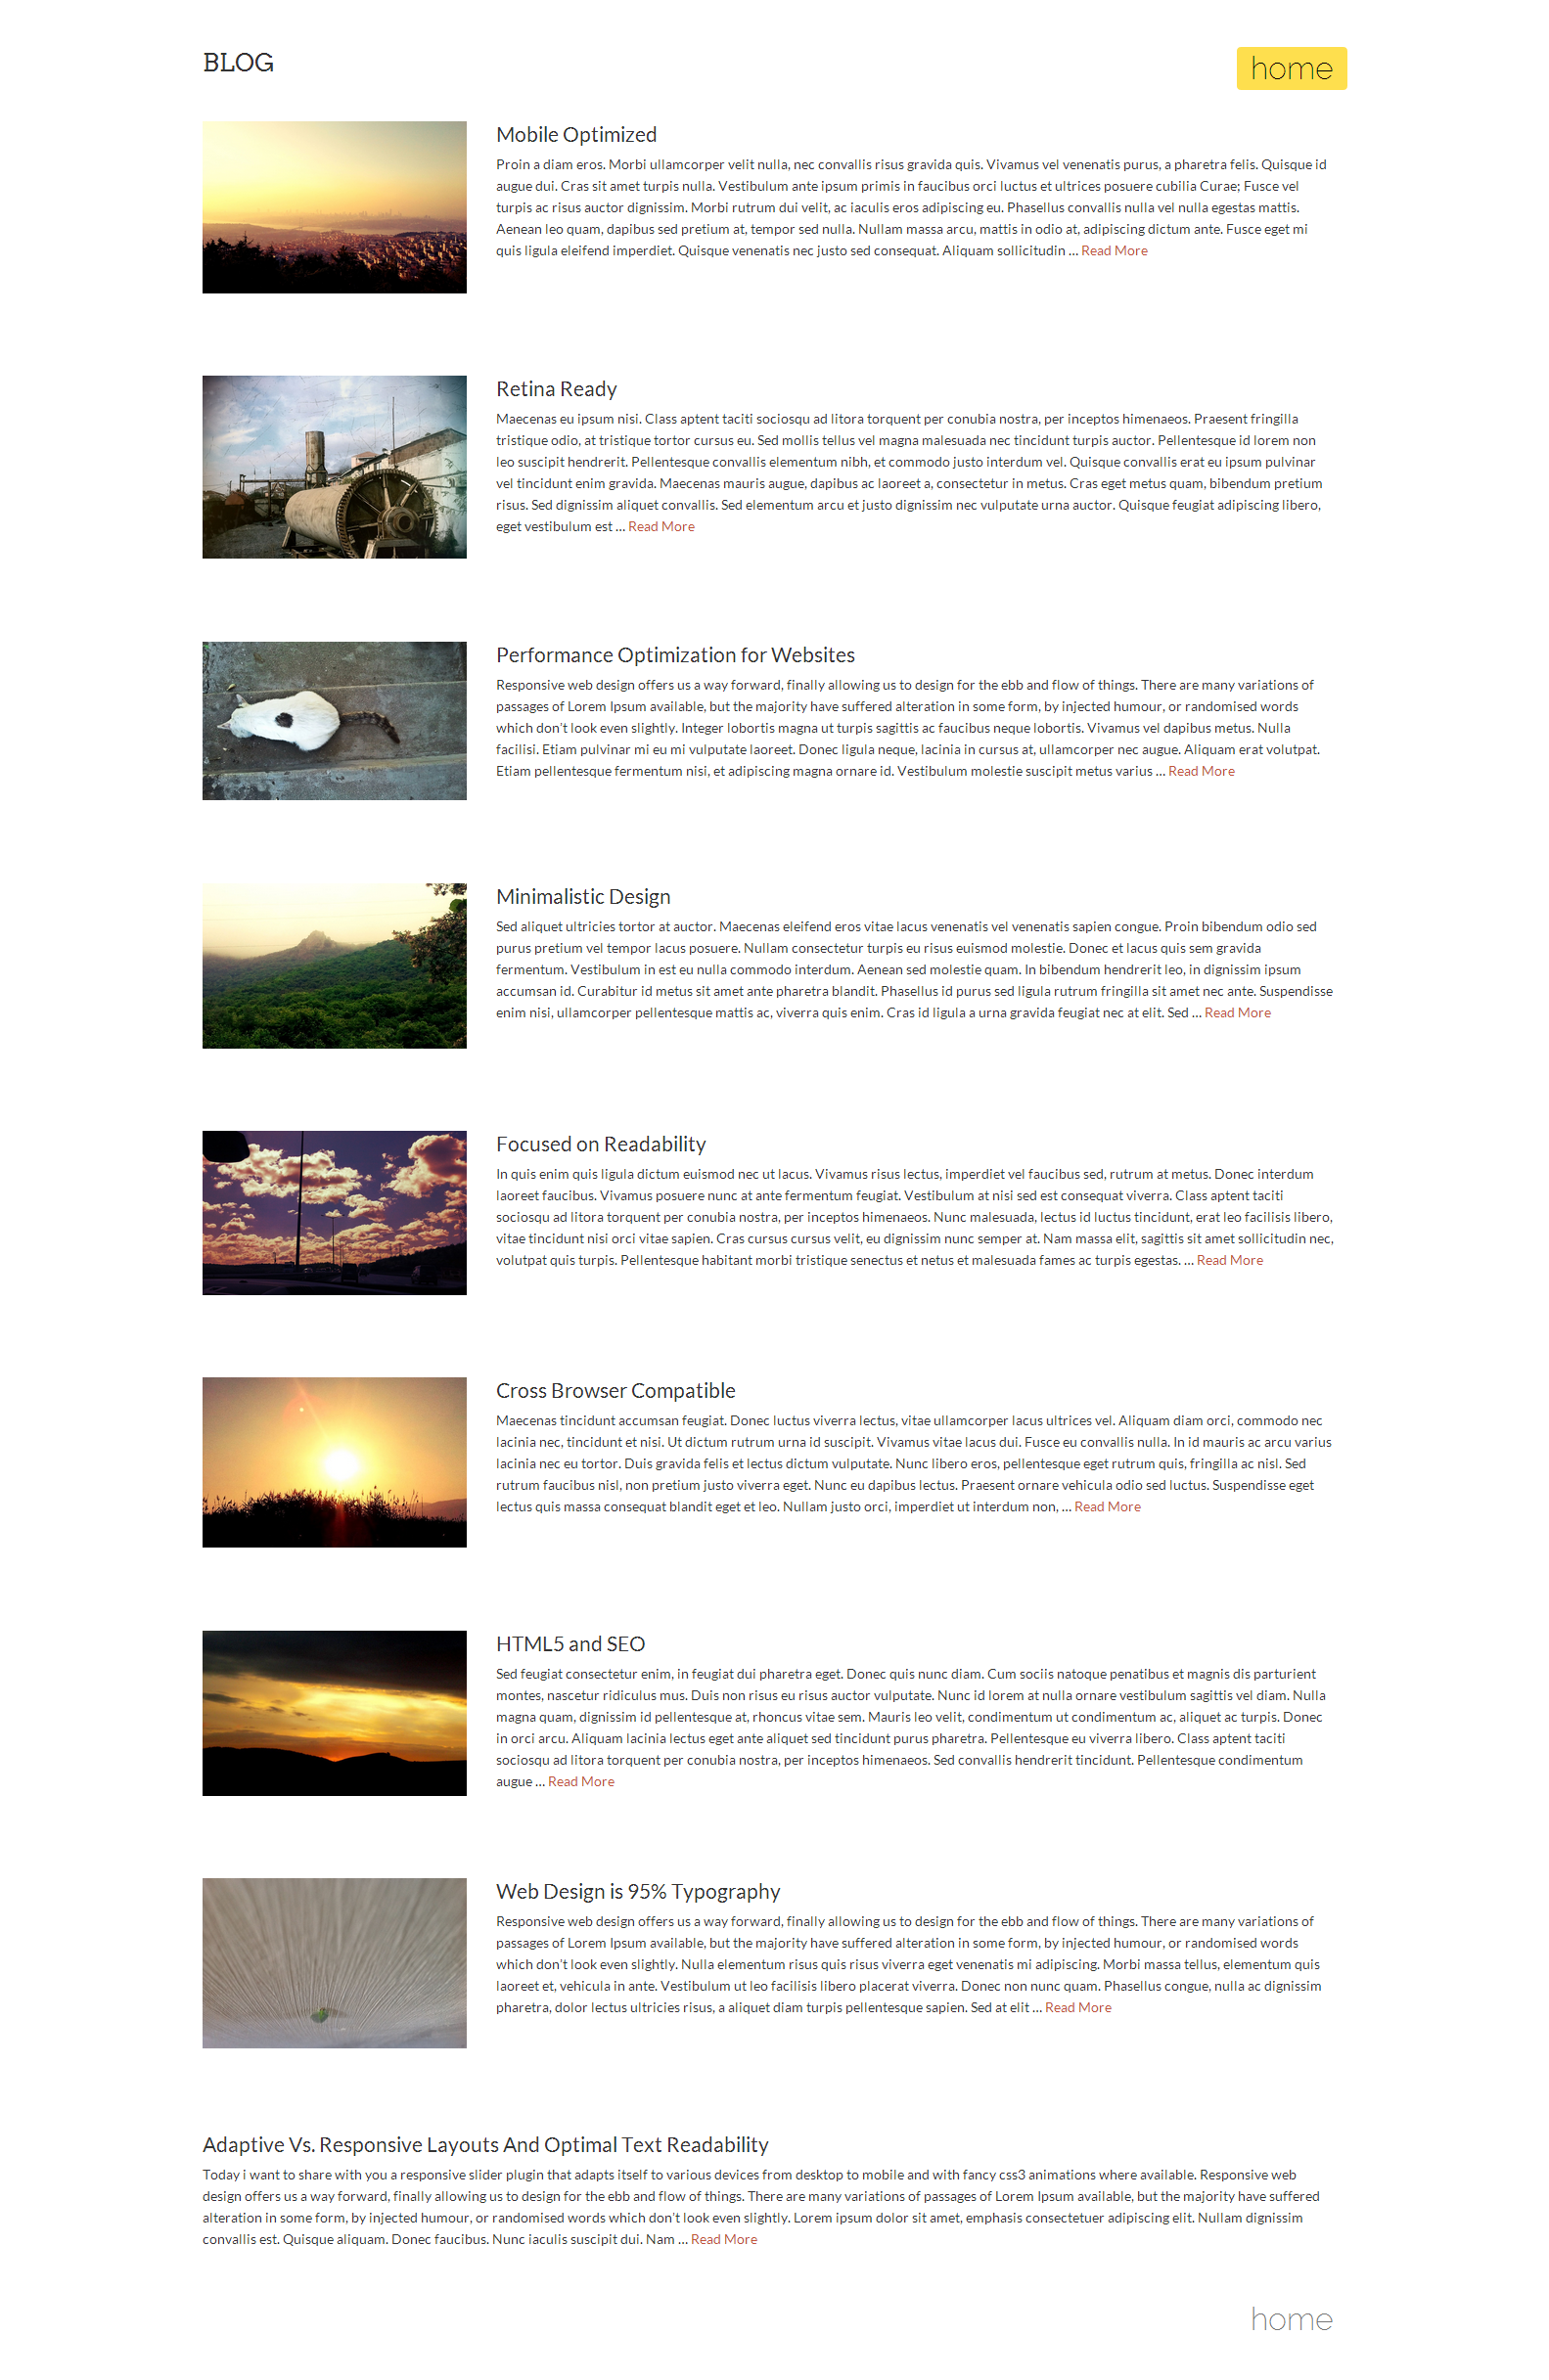 BLOG
home
Mobile Optimized
Proin a diam eros. Morbi ullamcorper velit nulla, nec convallis risus gravida quis. Vivamus vel venenatis purus, a pharetra felis. Quisque id
augue dui. Cras sit amet turpis nulla. Vestibulum ante ipsum primis in faucibus orci luctus et ultrices posuere cubilia Curae; Fusce vel
turpis ac risus auctor dignissim. Morbi rutrum dui velit, ac iaculis eros adipiscing eu. Phasellus convallis nulla vel nulla egestas mattis.
Aenean leo quam, dapibus sed pretium at, tempor sed nulla. Nullam massa arcu, mattis in odio at, adipiscing dictum ante. Fusce eget mi
quis ligula eleifend imperdiet. Quisque venenatis nec justo sed consequat. Aliquam sollicitudin ... Read More
Retina Ready
Maecenas eu ipsum nisi. Class aptent taciti sociosqu ad litora torquent per conubia nostra, per inceptos himenaeos. Praesent fringilla
tristique odio, at tristique tortor cursus eu. Sed mollis tellus vel magna malesuada nec tincidunt turpis auctor. Pellentesque id lorem non
leo suscipit hendrerit. Pellentesque convallis elementum nibh, et commodo justo interdum vel. Quisque convallis erat eu ipsum pulvinar
vel tincidunt enim gravida. Maecenas mauris augue, dapibus ac laoreet a, consectetur in metus. Cras eget metus quam, bibendum pretium
risus. Sed dignissim aliquet convallis. Sed elementum arcu et justo dignissim nec vulputate urna auctor. Quisque feugiat adipiscing libero,
eget vestibulum est ... Read More
Performance Optimization for Websites
Responsive web design offers us a way forward, finally allowing us to design for the ebb and flow of things. There are many variations of
passages of Lorem Ipsum available, but the majority have suffered alteration in some form, by injected humour, or randomised words
which don't look even slightly. Integer lobortis magna ut turpis sagittis ac faucibus neque lobortis. Vivamus vel dapibus metus. Nulla
facilisi. Etiam pulvinar mi eu mi vulputate laoreet. Donec ligula neque, lacinia in cursus at, ullamcorper nec augue. Aliquam erat volutpat.
Etiam pellentesque fermentum nisi, et adipiscing magna ornare id. Vestibulum molestie suscipit metus varius ... Read More
Minimalistic Design
Sed aliquet ultricies tortor at auctor. Maecenas eleifend eros vitae lacus venenatis vel venenatis sapien congue. Proin bibendum odio sed
purus pretium vel tempor lacus posuere. Nullam consectetur turpis eu risus euismod molestie. Donec et lacus quis sem gravida
fermentum. Vestibulum in est eu nulla commodo interdum. Aenean sed molestie quam. In bibendum hendrerit leo, in dignissim ipsum
accumsan id. Curabitur id metus sit amet ante pharetra blandit. Phasellus id purus sed ligula rutrum fringilla sit amet nec ante. Suspendisse
enim nisi, ullamcorper pellentesque mattis ac, viverra quis enim. Cras id ligula a urna gravida feugiat nec at elit. Sed ... Read More
Focused on Readability
In quis enim quis ligula dictum euismod nec ut lacus. Vivamus risus lectus, imperdiet vel faucibus sed, rutrum at metus. Donec interdum
laoreet faucibus. Vivamus posuere nunc at ante fermentum feugiat. Vestibulum at nisi sed est consequat viverra. Class aptent taciti
sociosqu ad litora torquent per conubia nostra, per inceptos himenaeos. Nunc malesuada, lectus id luctus tincidunt, erat leo facilisis libero,
vitae tincidunt nisi orci vitae sapien. Cras cursus cursus velit, eu dignissim nunc semper at. Nam massa elit, sagittis sit amet sollicitudin nec,
volutpat quis turpis. Pellentesque habitant morbi tristique senectus et netus et malesuada fames ac turpis egestas. ... Read More
Cross Browser Compatible
Maecenas tincidunt accumsan feugiat. Donec luctus viverra lectus, vitae ullamcorper lacus ultrices vel. Aliquam diam orci, commodo nec
lacinia nec, tincidunt et nisi. Ut dictum rutrum urna id suscipit. Vivamus vitae lacus dui. Fusce eu convallis nulla. In id mauris ac arcu varius
lacinia nec eu tortor. Duis gravida felis et lectus dictum vulputate. Nunc libero eros, pellentesque eget rutrum quis, fringilla ac nisl. Sed
rutrum faucibus nisl, non pretium justo viverra eget. Nunc eu dapibus lectus. Praesent ornare vehicula odio sed luctus. Suspendisse eget
lectus quis massa consequat blandit eget et leo. Nullam justo orci, imperdiet ut interdum non, ... Read More
HTML5 and SEO
Sed feugiat consectetur enim, in feugiat dui pharetra eget. Donec quis nunc diam. Cum sociis natoque penatibus et magnis dis parturient
montes, nascetur ridiculus mus. Duis non risus eu risus auctor vulputate. Nunc id lorem at nulla ornare vestibulum sagittis vel diam. Nulla
magna quam, dignissim id pellentesque at, rhoncus vitae sem. Mauris leo velit, condimentum ut condimentum ac, aliquet ac turpis. Donec
in orci arcu. Aliquam lacinia lectus eget ante aliquet sed tincidunt purus pharetra. Pellentesque eu viverra libero. Class aptent taciti
sociosqu ad litora torquent per conubia nostra, per inceptos himenaeos. Sed convallis hendrerit tincidunt. Pellentesque condimentum
augue ... Read More
Web Design is 95% Typography
Responsive web design offers us a way forward, finally allowing us to design for the ebb and flow of things. There are many variations of
passages of Lorem Ipsum available, but the majority have suffered alteration in some form, by injected humour, or randomised words
which don't look even slightly. Nulla elementum risus quis risus viverra eget venenatis mi adipiscing. Morbi massa tellus, elementum quis
laoreet et, vehicula in ante. Vestibulum ut leo facilisis libero placerat viverra. Donec non nunc quam. Phasellus congue, nulla ac dignissim
pharetra, dolor lectus ultricies risus, a aliquet diam turpis pellentesque sapien. Sed at elit ... Read More
Adaptive Vs. Responsive Layouts And Optimal Text Readability
Today i want to share with you a responsive slider plugin that adapts itself to various devices from desktop to mobile and with fancy css3 animations where available. Responsive web
design offers us a way forward, finally allowing us to design for the ebb and flow of things. There are many variations of passages of Lorem Ipsum available, but the majority have suffered
alteration in some form, by injected humour, or randomised words which don't look even slightly. Lorem ipsum dolor sit amet, emphasis consectetuer adipiscing elit. Nullam dignissim
convallis est. Quisque aliquam. Donec faucibus. Nunc iaculis suscipit dui. Nam ... Read More
home